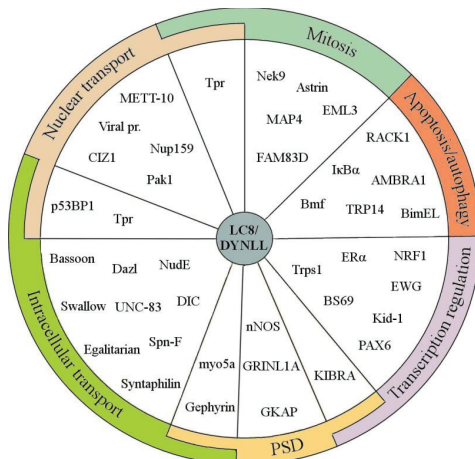 Mitosis
Nek9
Astrin
MAP4
EML3
FAM83D
Apoptosis/autophagy
RACK1
IκBα
AMBRA1
Bmf
TRP14
BimEL
Transcription regulation
Trps1
ERα
NRF1
BS69
EWG
Kid-1
PAX6
KIBRA
PSD
nNOS
GRINL1A
GKAP
myo5a
Gephyrin
Intracellular transport
Bassoon
Dazl
NudE
Swallow
UNC-83
DIC
Egalitarian
Spn-F
Syntaphilin
p53BP1
Tpr
Nuclear transport
METT-10
Viral pr.
Nup159
CIZ1
Pak1
Tpr
LC8/
DYNLL